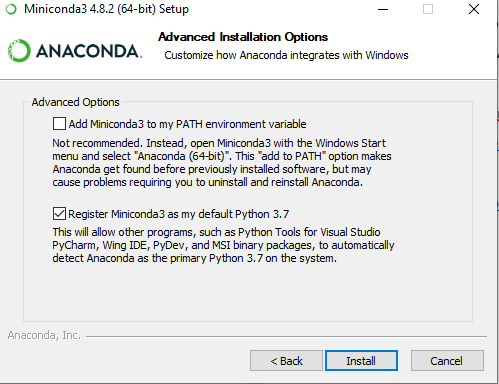 Miniconda3 4.8.2 (64-bit) Setup
ANACONDA.
Advanced Installation Options
Customize how Anaconda integrates with Windows
Advanced Options
Add Miniconda3 to my PATH environment variable
Not recommended. Instead, open Miniconda3 with the Windows Start
menu and select "Anaconda (64-bit)". This "add to PATH" option makes
Anaconda get found before previously installed software, but may
cause problems requiring you to uninstall and reinstall Anaconda.
Register Miniconda3 as my default Python 3.7
This will allow other programs, such as Python Tools for Visual Studio
PyCharm, Wing IDE, PyDev, and MSI binary packages, to automatically
detect Anaconda as the primary Python 3.7 on the system.
Anaconda, Inc.
< Back
Install
Cancel